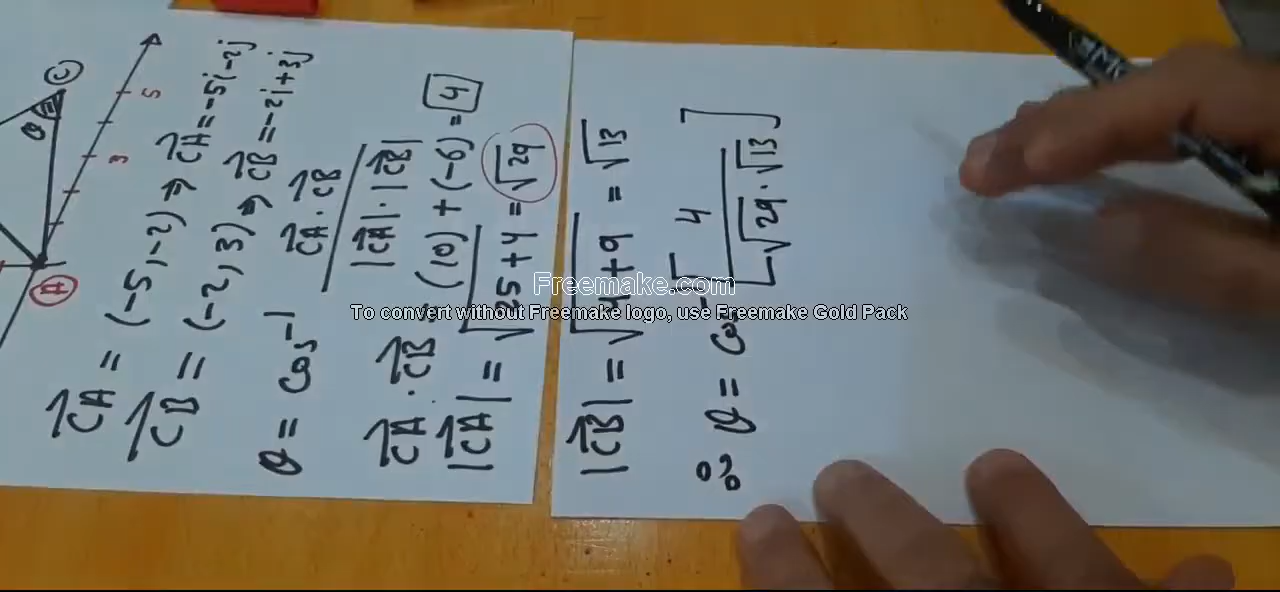 C
θ
A
5
3
CA = (-5, -2) ⇒ CA = -5i -2j
CB = (-2, 3) ⇒ CB = -2i + 3j
θ = cos⁻¹ CA · CB / |CA| · |CB|
CA · CB = (10) + (-6) = 4
|CA| = √25 + 4 = √29
|CB| = √4 + 9 = √13
∴ θ = cos⁻¹ [ 4 / √29 · √13 ]
Freemake.com
To convert without Freemake logo, use Freemake Gold Pack